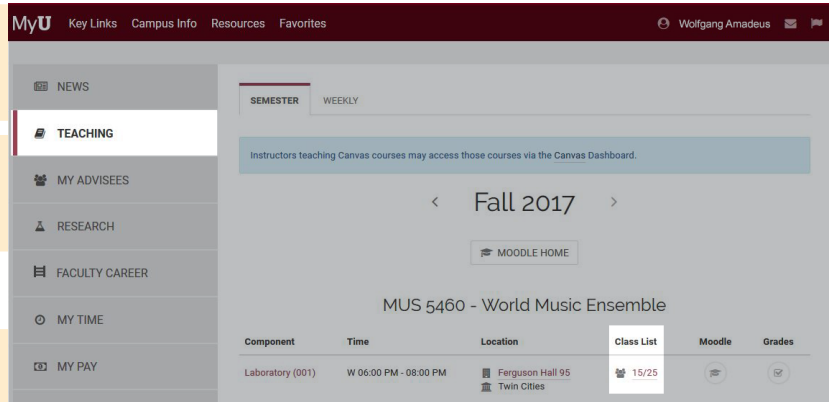 MyU Key Links Campus Info Resources Favorites Wolfgang Amadeus
NEWS
TEACHING
MY ADVISEES
RESEARCH
FACULTY CAREER
MY TIME
MY PAY
SEMESTER WEEKLY
Instructors teaching Canvas courses may access those courses via the Canvas Dashboard.
< Fall 2017 >
MOODLE HOME
MUS 5460 - World Music Ensemble
Component Time Location Class List Moodle Grades
Laboratory (001) W 06:00 PM - 08:00 PM Ferguson Hall 95 15/25
Twin Cities